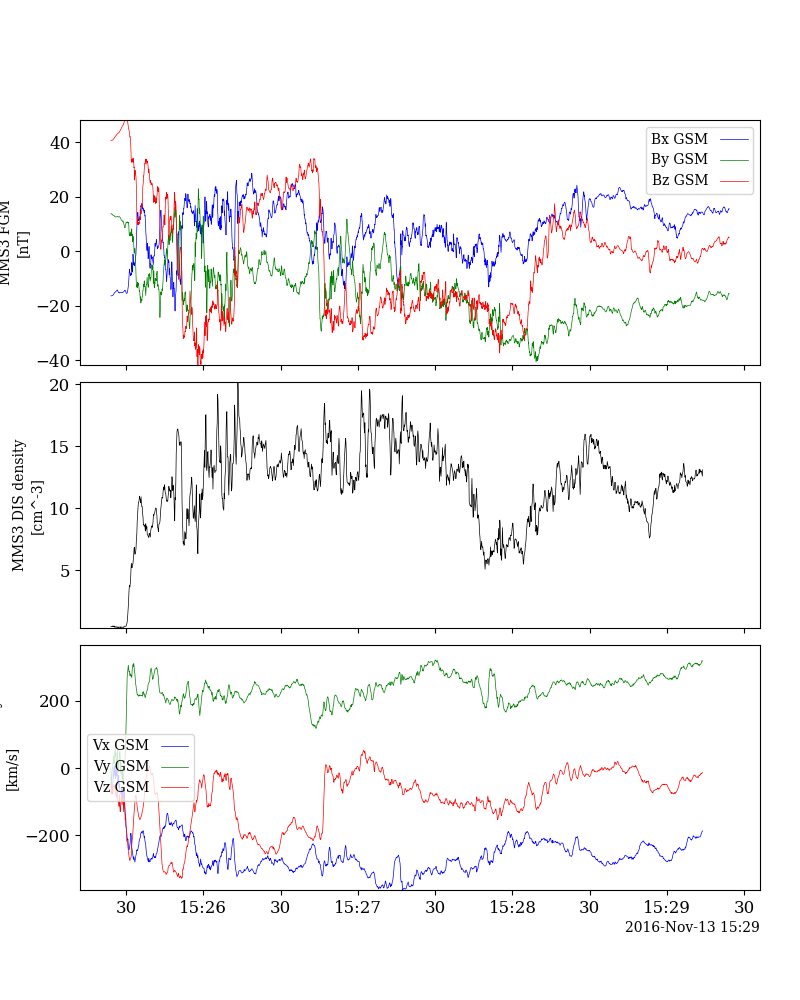 40
20
0
−20
−40
MMS3 FGM
[nT]
Bx GSM
By GSM
Bz GSM
20
15
10
5
MMS3 DIS density
[cm^-3]
200
0
−200
[km/s]
Vx GSM
Vy GSM
Vz GSM
30
15:26
30
15:27
30
15:28
30
15:29
30
2016-Nov-13 15:29